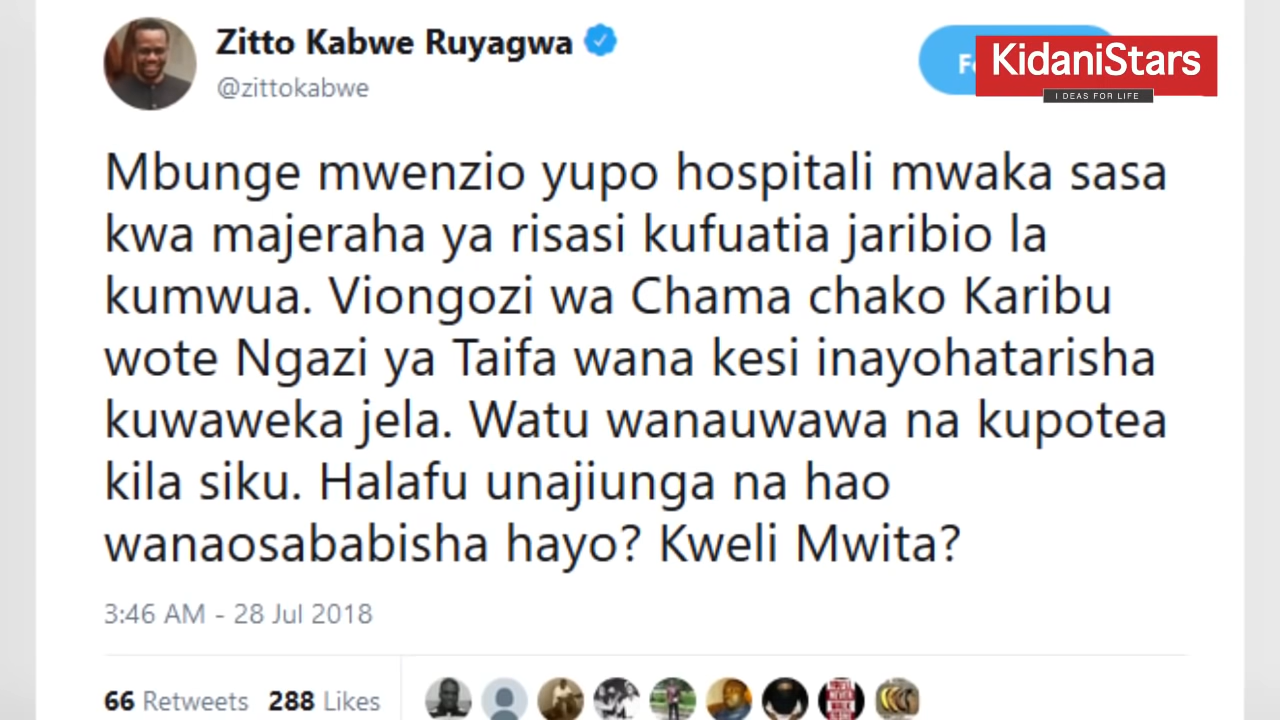 Zitto Kabwe Ruyagwa
@zittokabwe
KidaniStars
I DEAS FOR LIFE
Mbunge mwenzio yupo hospitali mwaka sasa
kwa majeraha ya risasi kufuatia jaribio la
kumwua. Viongozi wa Chama chako Karibu
wote Ngazi ya Taifa wana kesi inayohatarisha
kuwaweka jela. Watu wanauwawa na kupotea
kila siku. Halafu unajiunga na hao
wanaosababisha hayo? Kweli Mwita?
3:46 AM - 28 Jul 2018
66 Retweets 288 Likes